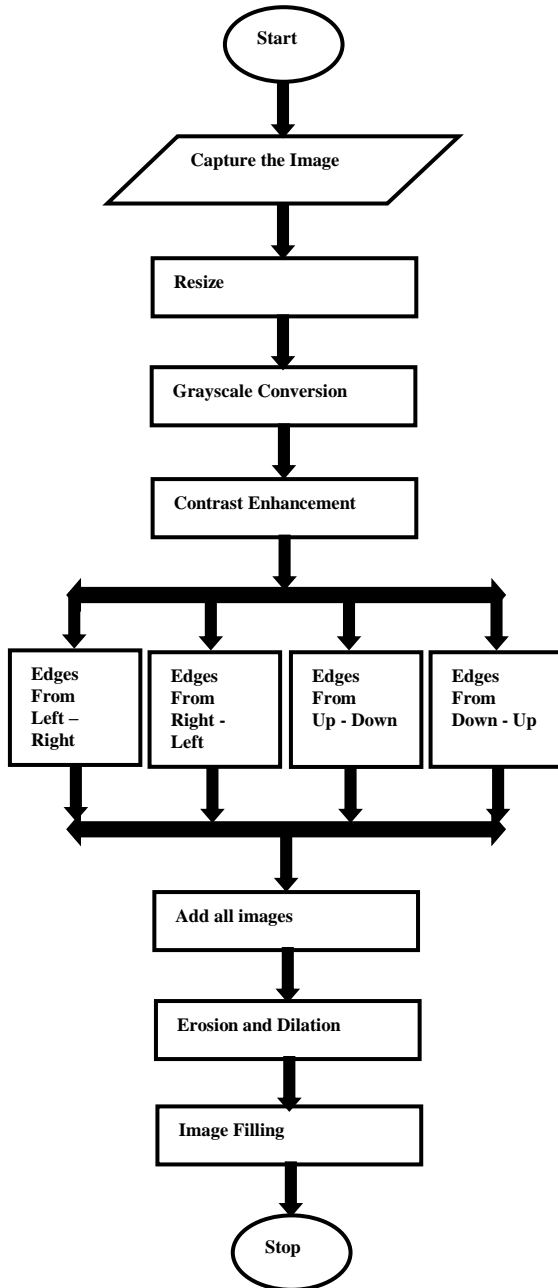 Start
Capture the Image
Resize
Grayscale Conversion
Contrast Enhancement
Edges
From
Left –
Right
Edges
From
Right -
Left
Edges
From
Up - Down
Edges
From
Down - Up
Add all images
Erosion and Dilation
Image Filling
Stop